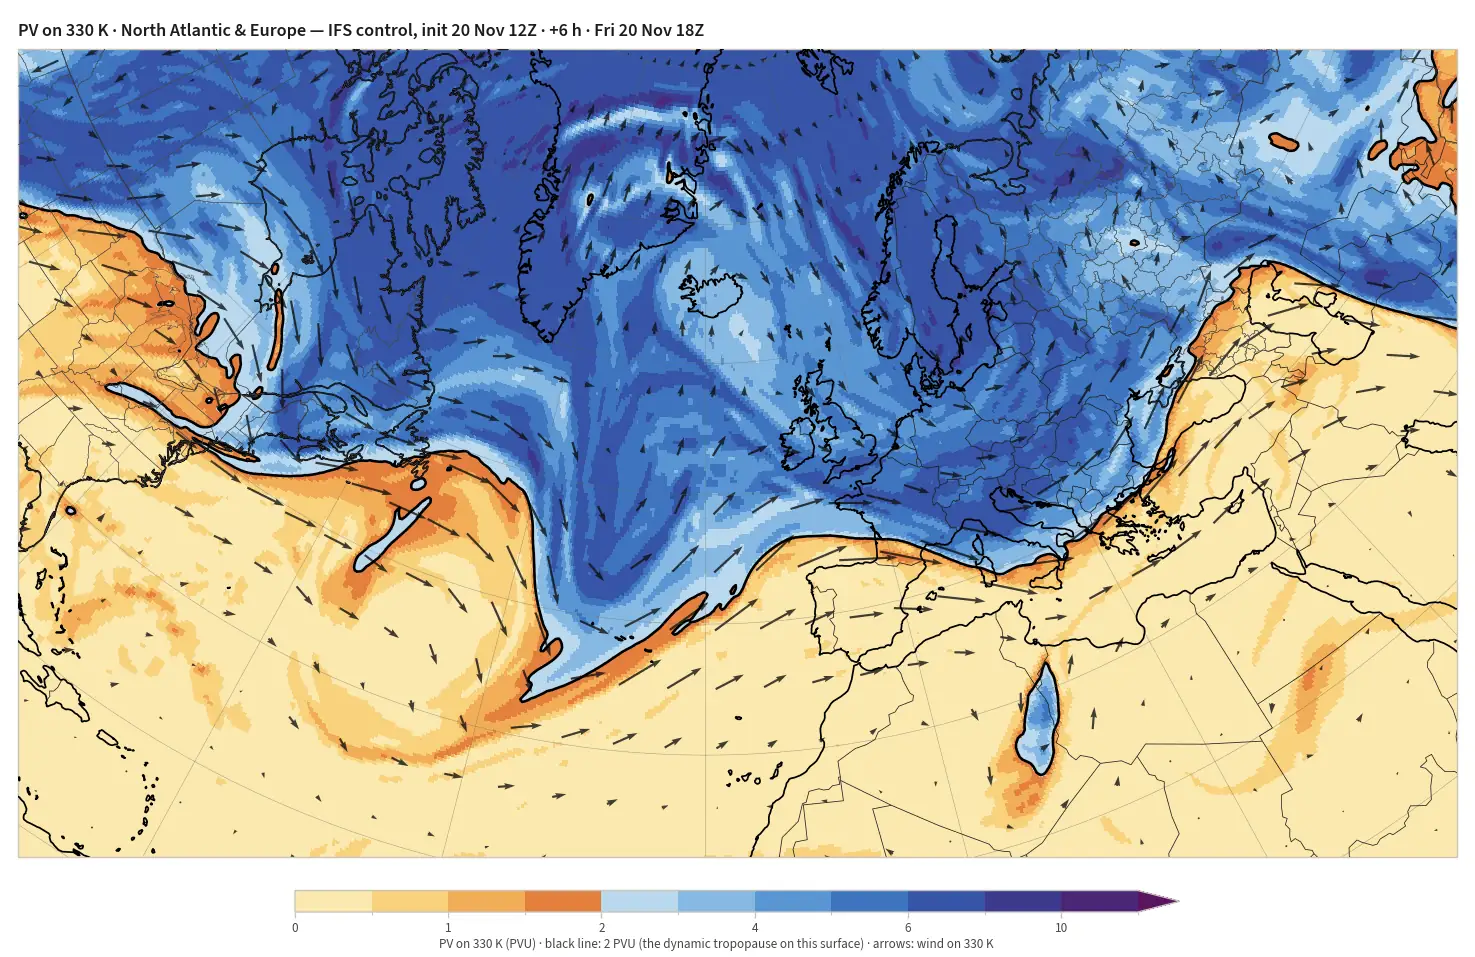 PV on 330 K · North Atlantic & Europe — IFS control, init 20 Nov 12Z · +6 h · Fri 20 Nov 18Z
0 1 2 4 6 10
PV on 330 K (PVU) · black line: 2 PVU (the dynamic tropopause on this surface) · arrows: wind on 330 K